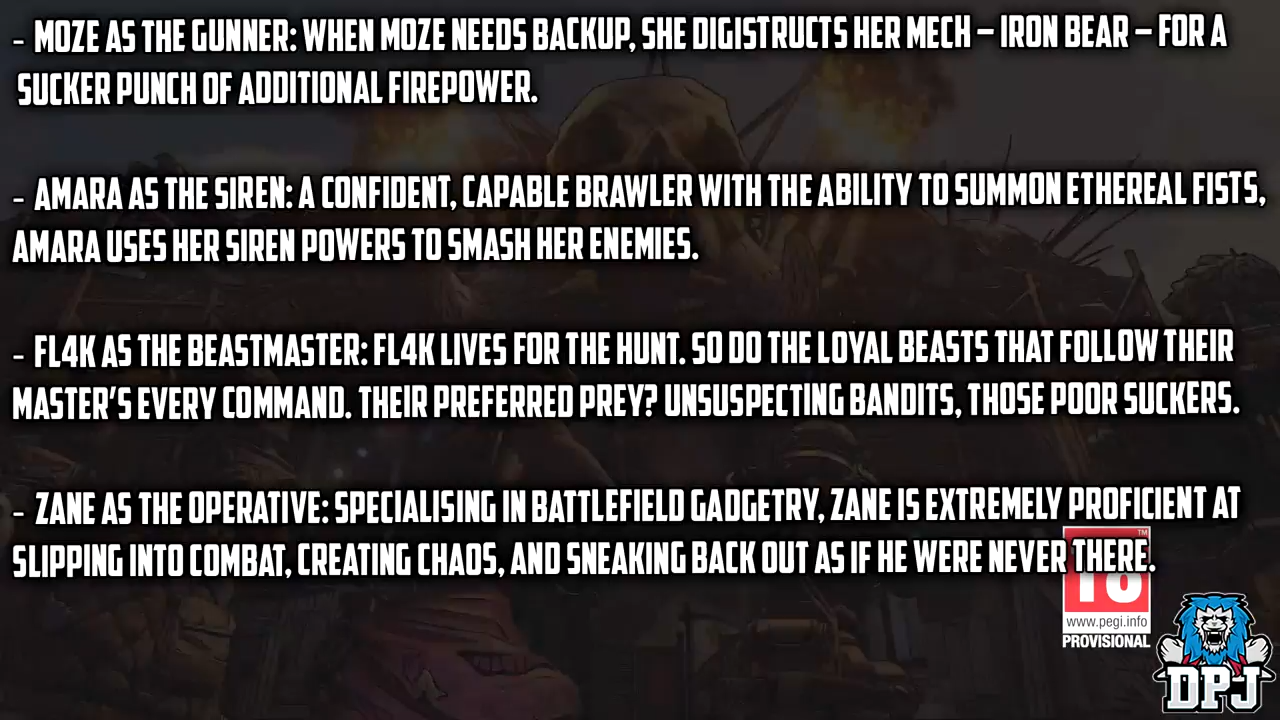 - MOZE AS THE GUNNER: WHEN MOZE NEEDS BACKUP, SHE DIGISTRUCTS HER MECH – IRON BEAR – FOR A
SUCKER PUNCH OF ADDITIONAL FIREPOWER.
- AMARA AS THE SIREN: A CONFIDENT, CAPABLE BRAWLER WITH THE ABILITY TO SUMMON ETHEREAL FISTS,
AMARA USES HER SIREN POWERS TO SMASH HER ENEMIES.
- FL4K AS THE BEASTMASTER: FL4K LIVES FOR THE HUNT. SO DO THE LOYAL BEASTS THAT FOLLOW THEIR
MASTER'S EVERY COMMAND. THEIR PREFERRED PREY? UNSUSPECTING BANDITS, THOSE POOR SUCKERS.
- ZANE AS THE OPERATIVE: SPECIALISING IN BATTLEFIELD GADGETRY, ZANE IS EXTREMELY PROFICIENT AT
SLIPPING INTO COMBAT, CREATING CHAOS, AND SNEAKING BACK OUT AS IF HE WERE NEVER THERE.
TM
www.pegi.info
PROVISIONAL
DPJ